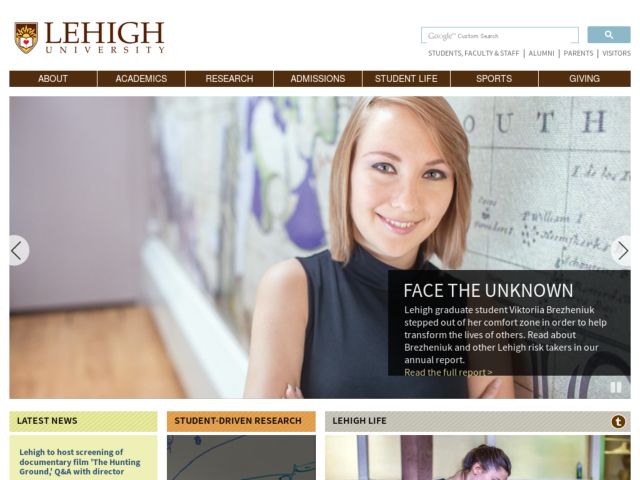 LEHIGH
UNIVERSITY
Google Custom Search
STUDENTS, FACULTY & STAFF | ALUMNI | PARENTS | VISITORS
ABOUT ACADEMICS RESEARCH ADMISSIONS STUDENT LIFE SPORTS GIVING
OUTH
William I
FACE THE UNKNOWN
Lehigh graduate student Viktoriia Brezheniuk
stepped out of her comfort zone in order to help
transform the lives of others. Read about
Brezheniuk and other Lehigh risk takers in our
annual report.
Read the full report >
LATEST NEWS
STUDENT-DRIVEN RESEARCH
LEHIGH LIFE
t
Lehigh to host screening of
documentary film 'The Hunting
Ground,' Q&A with director